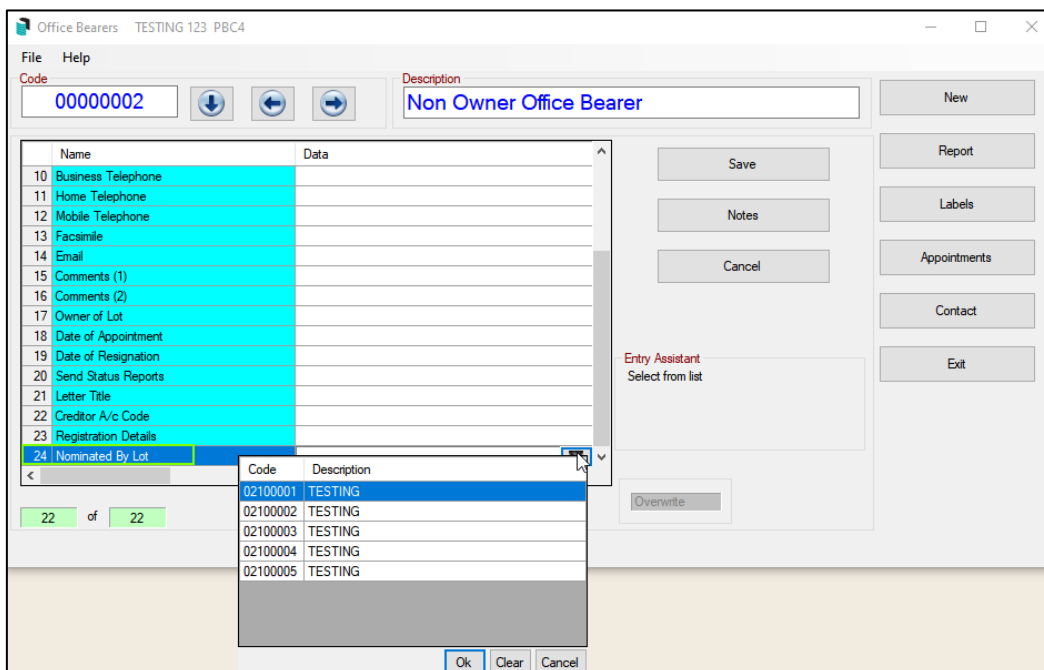 Office Bearers TESTING 123 PBC4
File Help
Code
00000002
Description
Non Owner Office Bearer
New
Report
Labels
Appointments
Contact
Exit
Name Data
10 Business Telephone
11 Home Telephone
12 Mobile Telephone
13 Facsimile
14 Email
15 Comments (1)
16 Comments (2)
17 Owner of Lot
18 Date of Appointment
19 Date of Resignation
20 Send Status Reports
21 Letter Title
22 Creditor A/c Code
23 Registration Details
24 Nominated By Lot
Save
Notes
Cancel
Entry Assistant
Select from list
Overwrite
22 of 22
Code Description
02100001 TESTING
02100002 TESTING
02100003 TESTING
02100004 TESTING
02100005 TESTING
Ok Clear Cancel